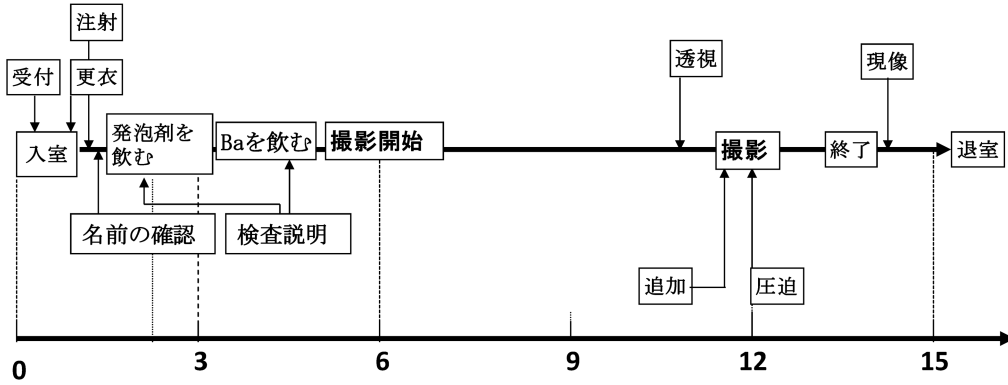 注射
受付
更衣
透視
現像
入室
発泡剤を
飲む
Baを飲む
撮影開始
撮影
終了
退室
名前の確認
検査説明
追加
圧迫
0
3
6
9
12
15